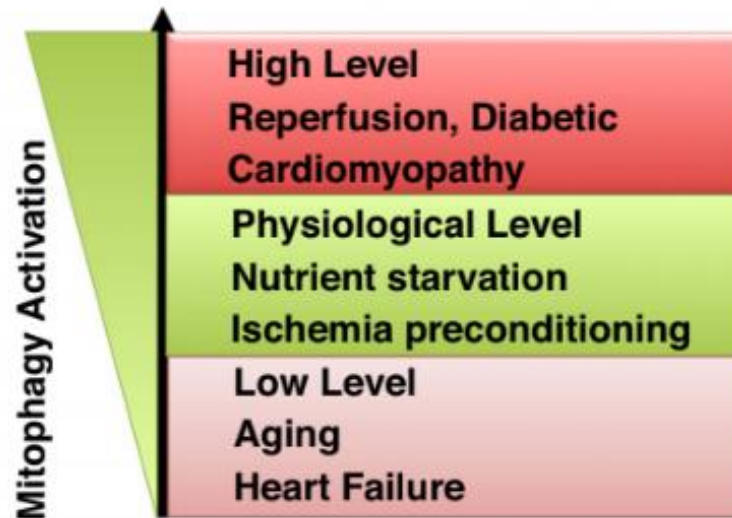 Mitophagy Activation
High Level
Reperfusion, Diabetic
Cardiomyopathy
Physiological Level
Nutrient starvation
Ischemia preconditioning
Low Level
Aging
Heart Failure